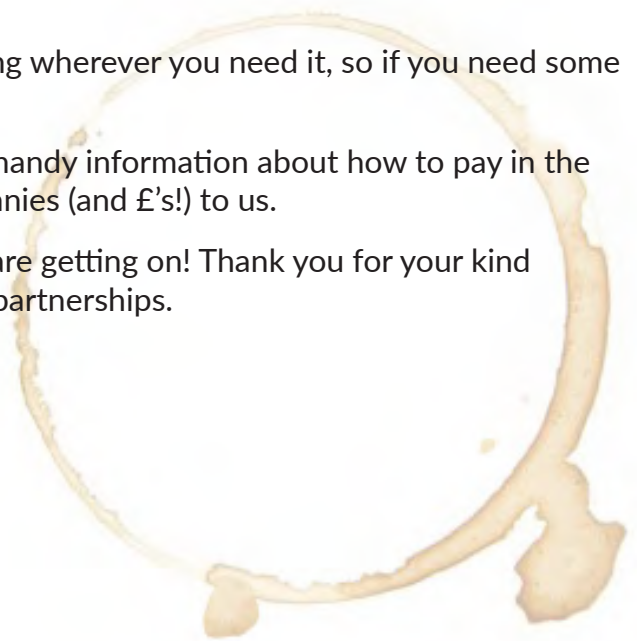 ng wherever you need it, so if you need some
handy information about how to pay in the
nnies (and £’s!) to us.
are getting on! Thank you for your kind
partnerships.